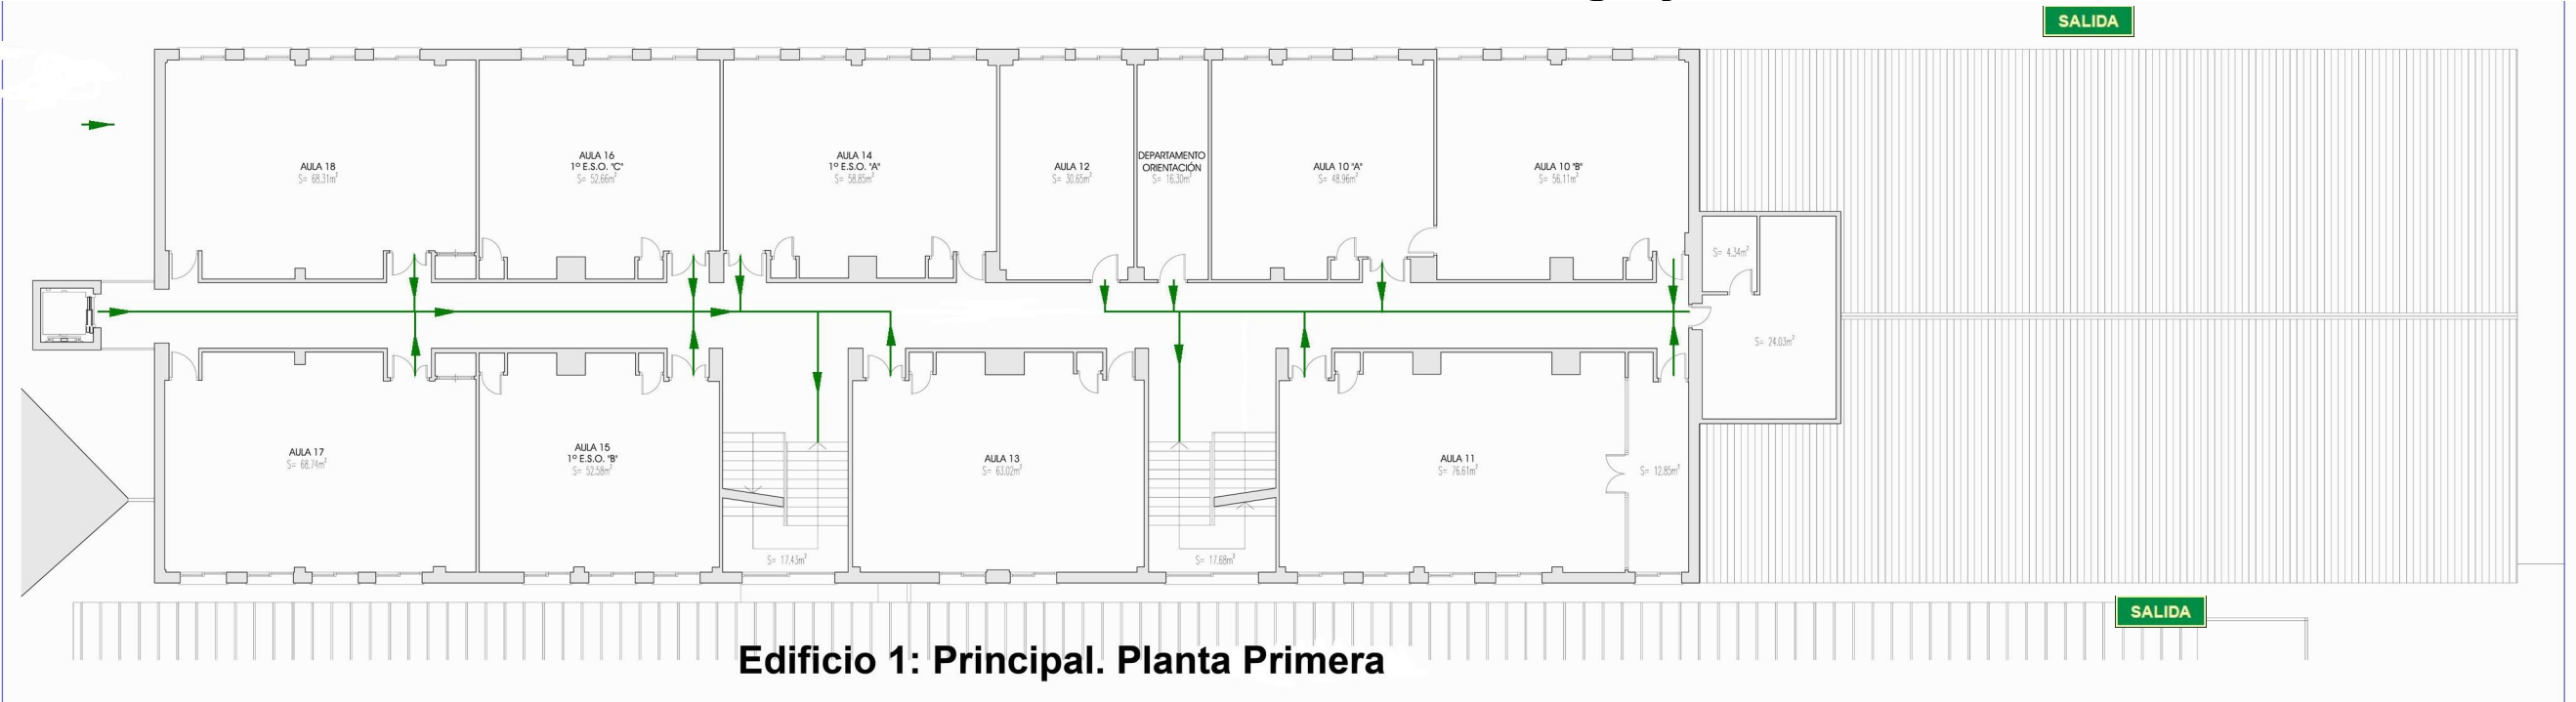 SALIDA
AULA 18
S= 68.31m²
AULA 16
1º E.S.O. "C"
S= 52.66m²
AULA 14
1º E.S.O. "A"
S= 58.85m²
AULA 12
S= 30.65m²
DEPARTAMENTO
ORIENTACIÓN
S= 16.30m²
AULA 10 "A"
S= 48.96m²
AULA 10 "B"
S= 56.11m²
S= 4.34m²
S= 24.03m²
AULA 17
S= 68.74m²
AULA 15
1º E.S.O. "B"
S= 52.58m²
S= 17.43m²
AULA 13
S= 63.02m²
S= 17.68m²
AULA 11
S= 76.61m²
S= 12.85m²
SALIDA
Edificio 1: Principal. Planta Primera